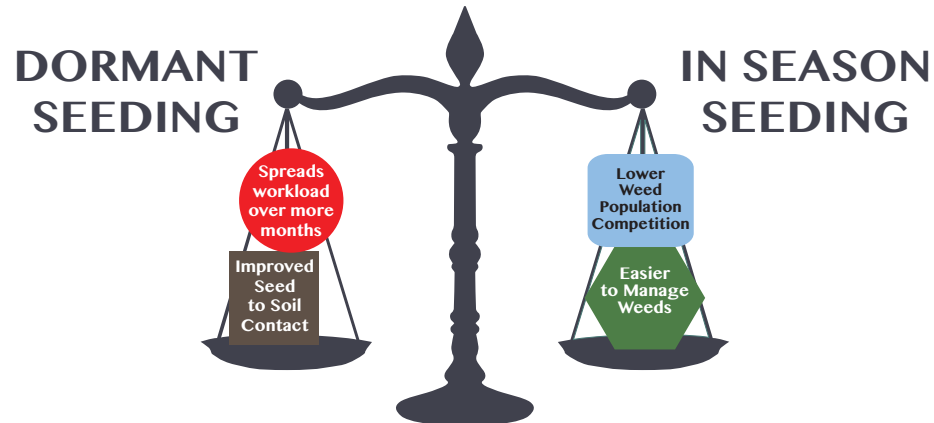 DORMANT
SEEDING
Spreads
workload
over more
months
Improved
Seed
to Soil
Contact
IN SEASON
SEEDING
Lower
Weed
Population
Competition
Easier
to Manage
Weeds